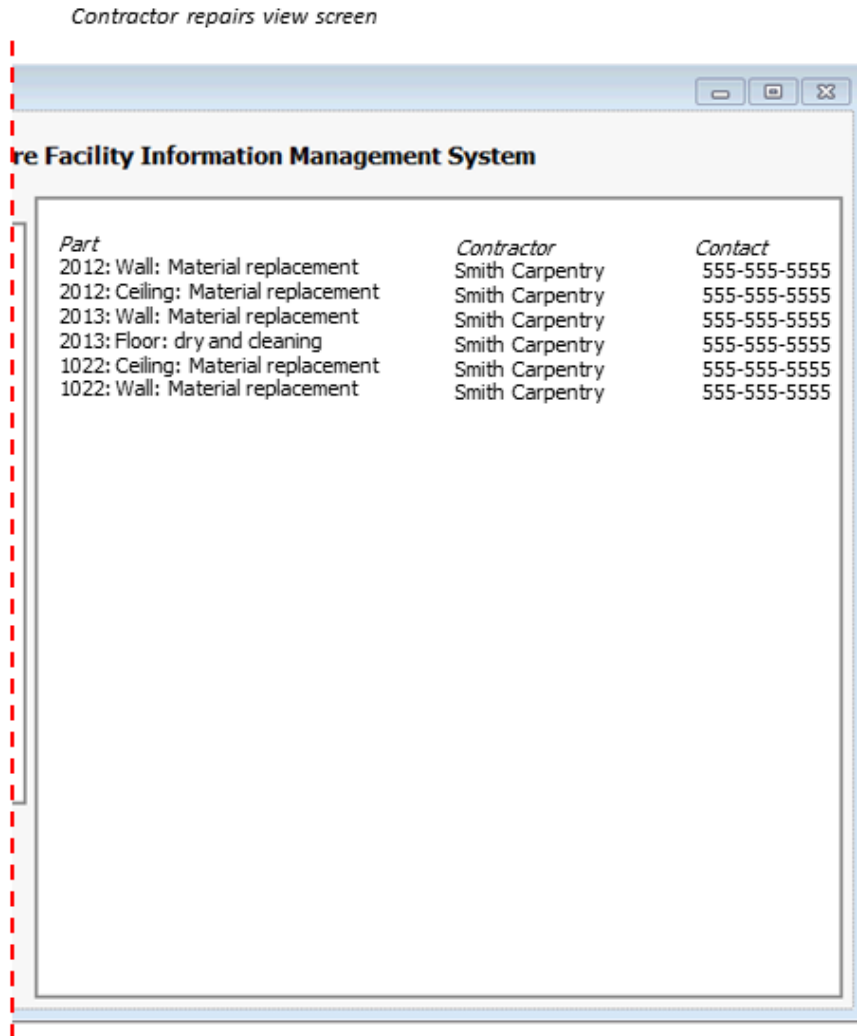 Contractor repairs view screen
re Facility Information Management System
Part Contractor Contact
2012: Wall: Material replacement Smith Carpentry 555-555-5555
2012: Ceiling: Material replacement Smith Carpentry 555-555-5555
2013: Wall: Material replacement Smith Carpentry 555-555-5555
2013: Floor: dry and cleaning Smith Carpentry 555-555-5555
1022: Ceiling: Material replacement Smith Carpentry 555-555-5555
1022: Wall: Material replacement Smith Carpentry 555-555-5555